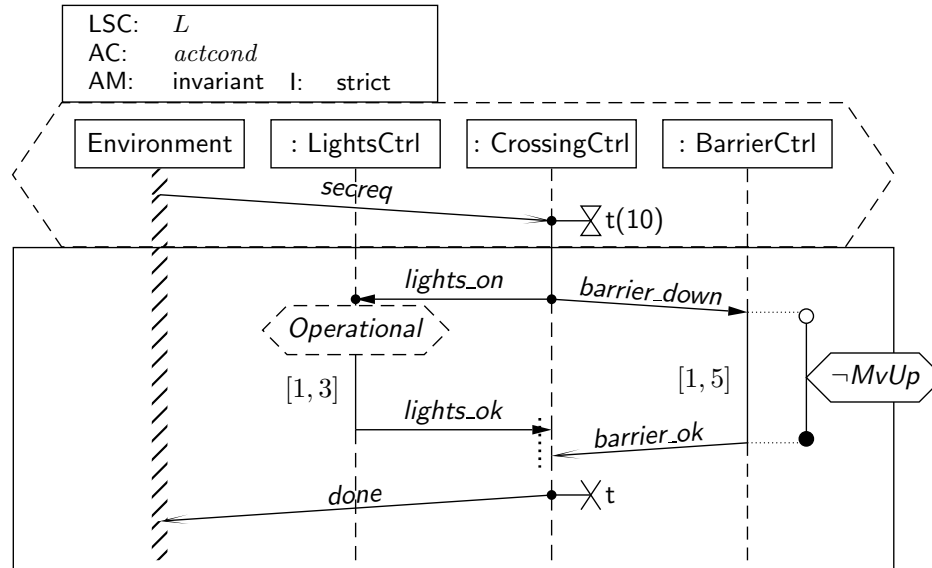 LSC: L
AC: actcond
AM: invariant I: strict
Environment : LightsCtrl : CrossingCtrl : BarrierCtrl
secreq
t(10)
lights_on barrier_down
Operational
¬MvUp
[1, 3] [1, 5]
lights_ok barrier_ok
done t